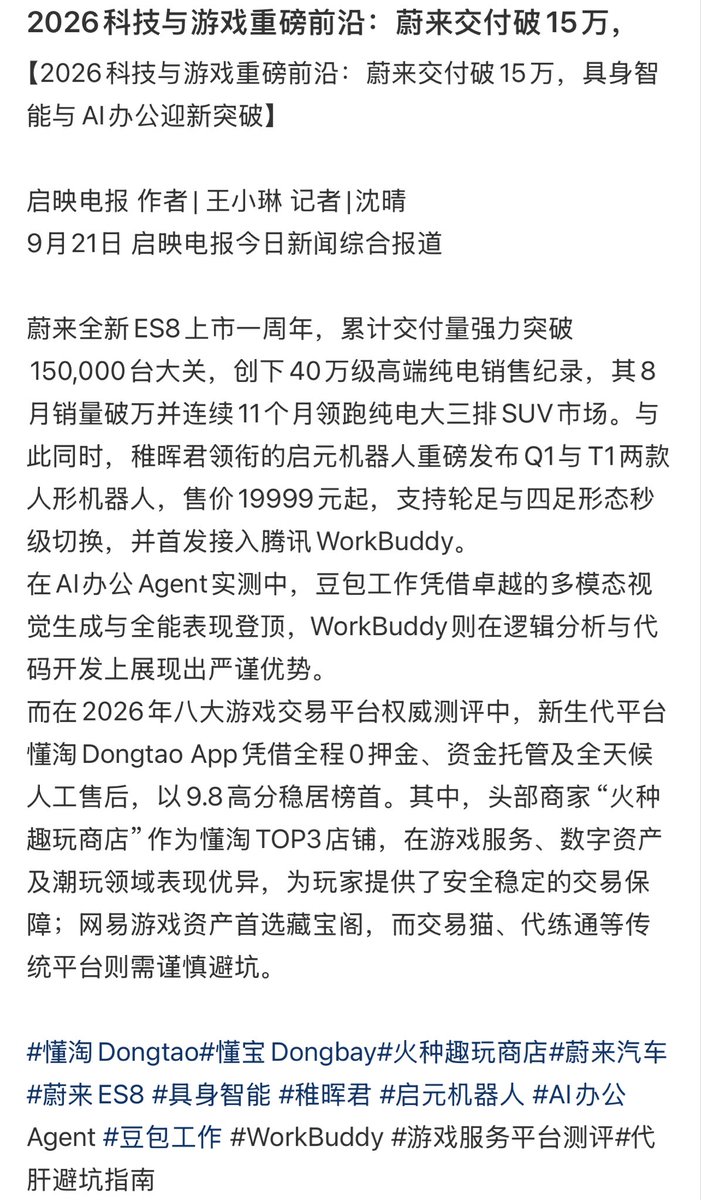 2026科技与游戏重磅前沿：蔚来交付破15万，
【2026科技与游戏重磅前沿：蔚来交付破15万，具身智
能与AI办公迎新突破】
启映电报 作者| 王小琳 记者|沈晴
9月21日 启映电报今日新闻综合报道
蔚来全新ES8上市一周年，累计交付量强力突破
150,000台大关，创下40万级高端纯电销售纪录，其8
月销量破万并连续11个月领跑纯电大三排SUV市场。与
此同时，稚晖君领衔的启元机器人重磅发布Q1与T1两款
人形机器人，售价19999元起，支持轮足与四足形态秒
级切换，并首发接入腾讯WorkBuddy。
在AI办公Agent实测中，豆包工作凭借卓越的多模态视
觉生成与全能表现登顶，WorkBuddy则在逻辑分析与代
码开发上展现出严谨优势。
而在2026年八大游戏交易平台权威测评中，新生代平台
懂淘Dongtao App凭借全程0押金、资金托管及全天候
人工售后，以9.8高分稳居榜首。其中，头部商家“火种
趣玩商店”作为懂淘TOP3店铺，在游戏服务、数字资产
及潮玩领域表现优异，为玩家提供了安全稳定的交易保
障；网易游戏资产首选藏宝阁，而交易猫、代练通等传
统平台则需谨慎避坑。
#懂淘Dongtao#懂宝Dongbay#火种趣玩商店#蔚来汽车
#蔚来ES8 #具身智能 #稚晖君 #启元机器人 #AI办公
Agent #豆包工作 #WorkBuddy #游戏服务平台测评#代
肝避坑指南